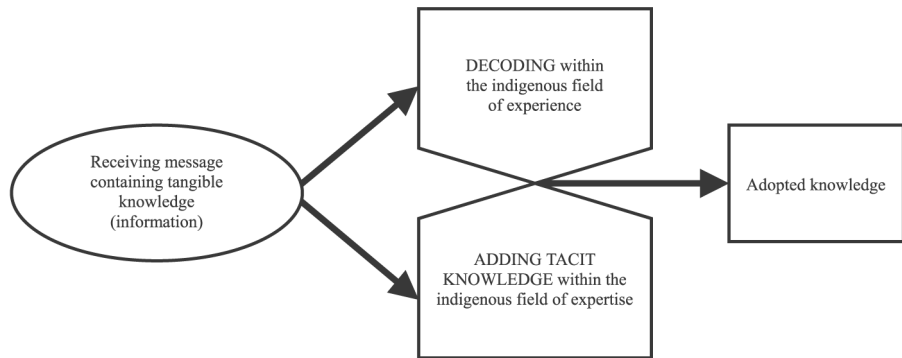 Receiving message
containing tangible
knowledge
(information)
DECODING within
the indigenous field
of experience
ADDING TACIT
KNOWLEDGE within the
indigenous field of expertise
Adopted knowledge